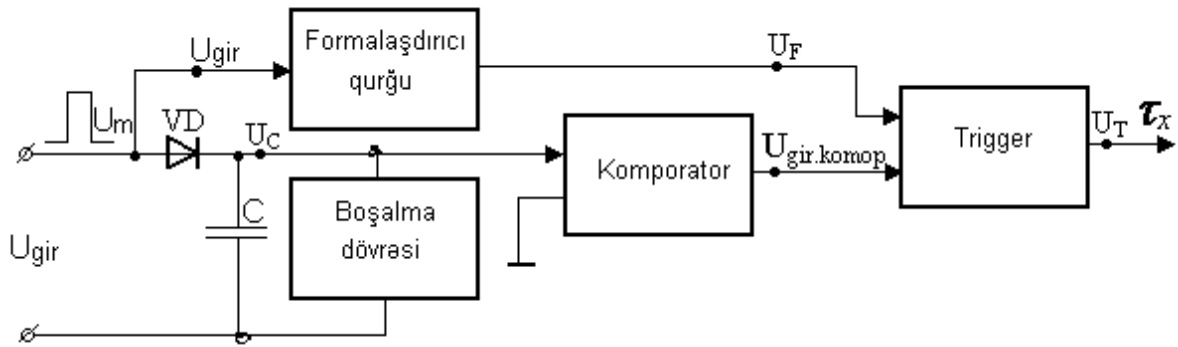 Ugir
Formalaşdırıcı
qurğu
UF
Um
VD
UC
Trigger
UT
τx
Komporator
Ugir.komop
C
Boşalma
dövrəsi
Ugir